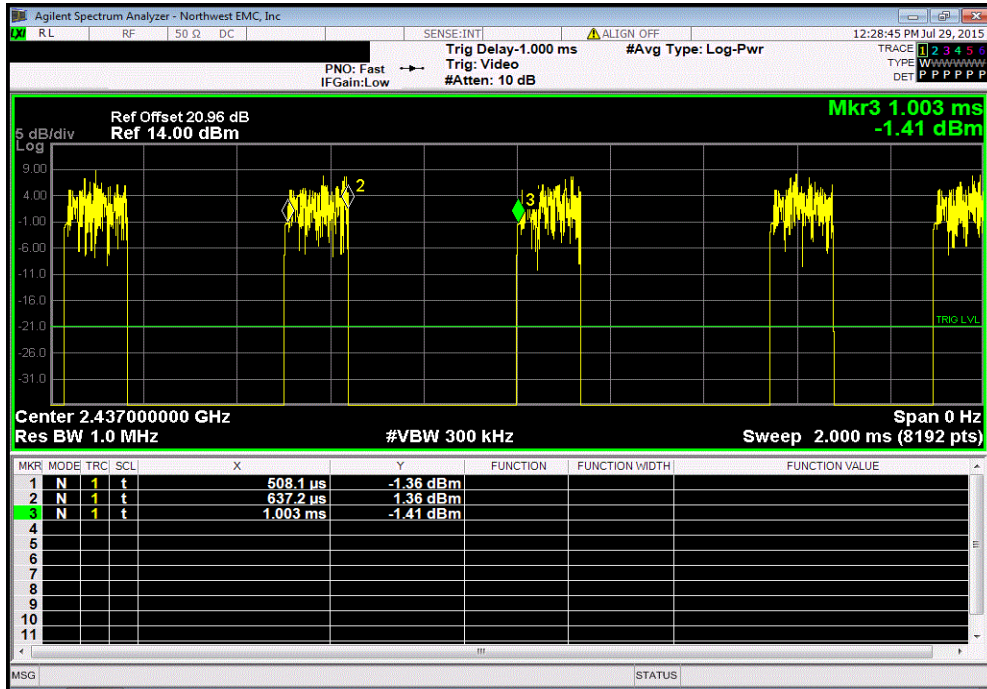 Agilent Spectrum Analyzer - Northwest EMC, Inc
LXI RL RF 50 Ω DC SENSE:INT ALIGN OFF 12:28:45 PM Jul 29, 2015
Trig Delay-1.000 ms #Avg Type: Log-Pwr TRACE 1 2 3 4 5 6
PNO: Fast Trig: Video TYPE WWWWWW
IFGain:Low #Atten: 10 dB DET P P P P P P
Mkr3 1.003 ms
-1.41 dBm
Ref Offset 20.96 dB
5 dB/div Ref 14.00 dBm
Log
9.00
4.00
2
3
-1.00
-6.00
-11.0
-16.0
-21.0
TRIG LVL
-26.0
-31.0
Center 2.437000000 GHz Span 0 Hz
Res BW 1.0 MHz #VBW 300 kHz Sweep 2.000 ms (8192 pts)
MKR MODE TRC SCL X Y FUNCTION FUNCTION WIDTH FUNCTION VALUE
1 N 1 t 508.1 µs -1.36 dBm
2 N 1 t 637.2 µs 1.36 dBm
3 N 1 t 1.003 ms -1.41 dBm
4
5
6
7
8
9
10
11
MSG STATUS